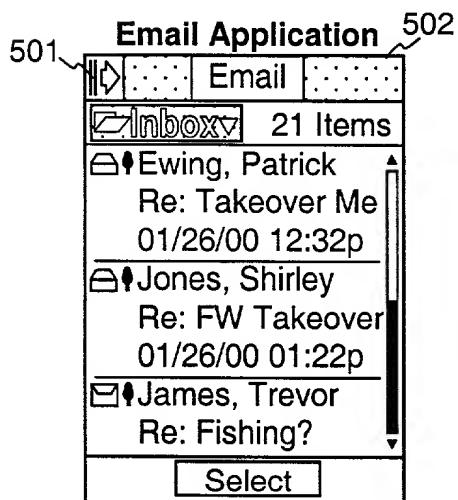 Email Application
501
502
Email
Inbox 21 Items
Ewing, Patrick
Re: Takeover Me
01/26/00 12:32p
Jones, Shirley
Re: FW Takeover
01/26/00 01:22p
James, Trevor
Re: Fishing?
Select